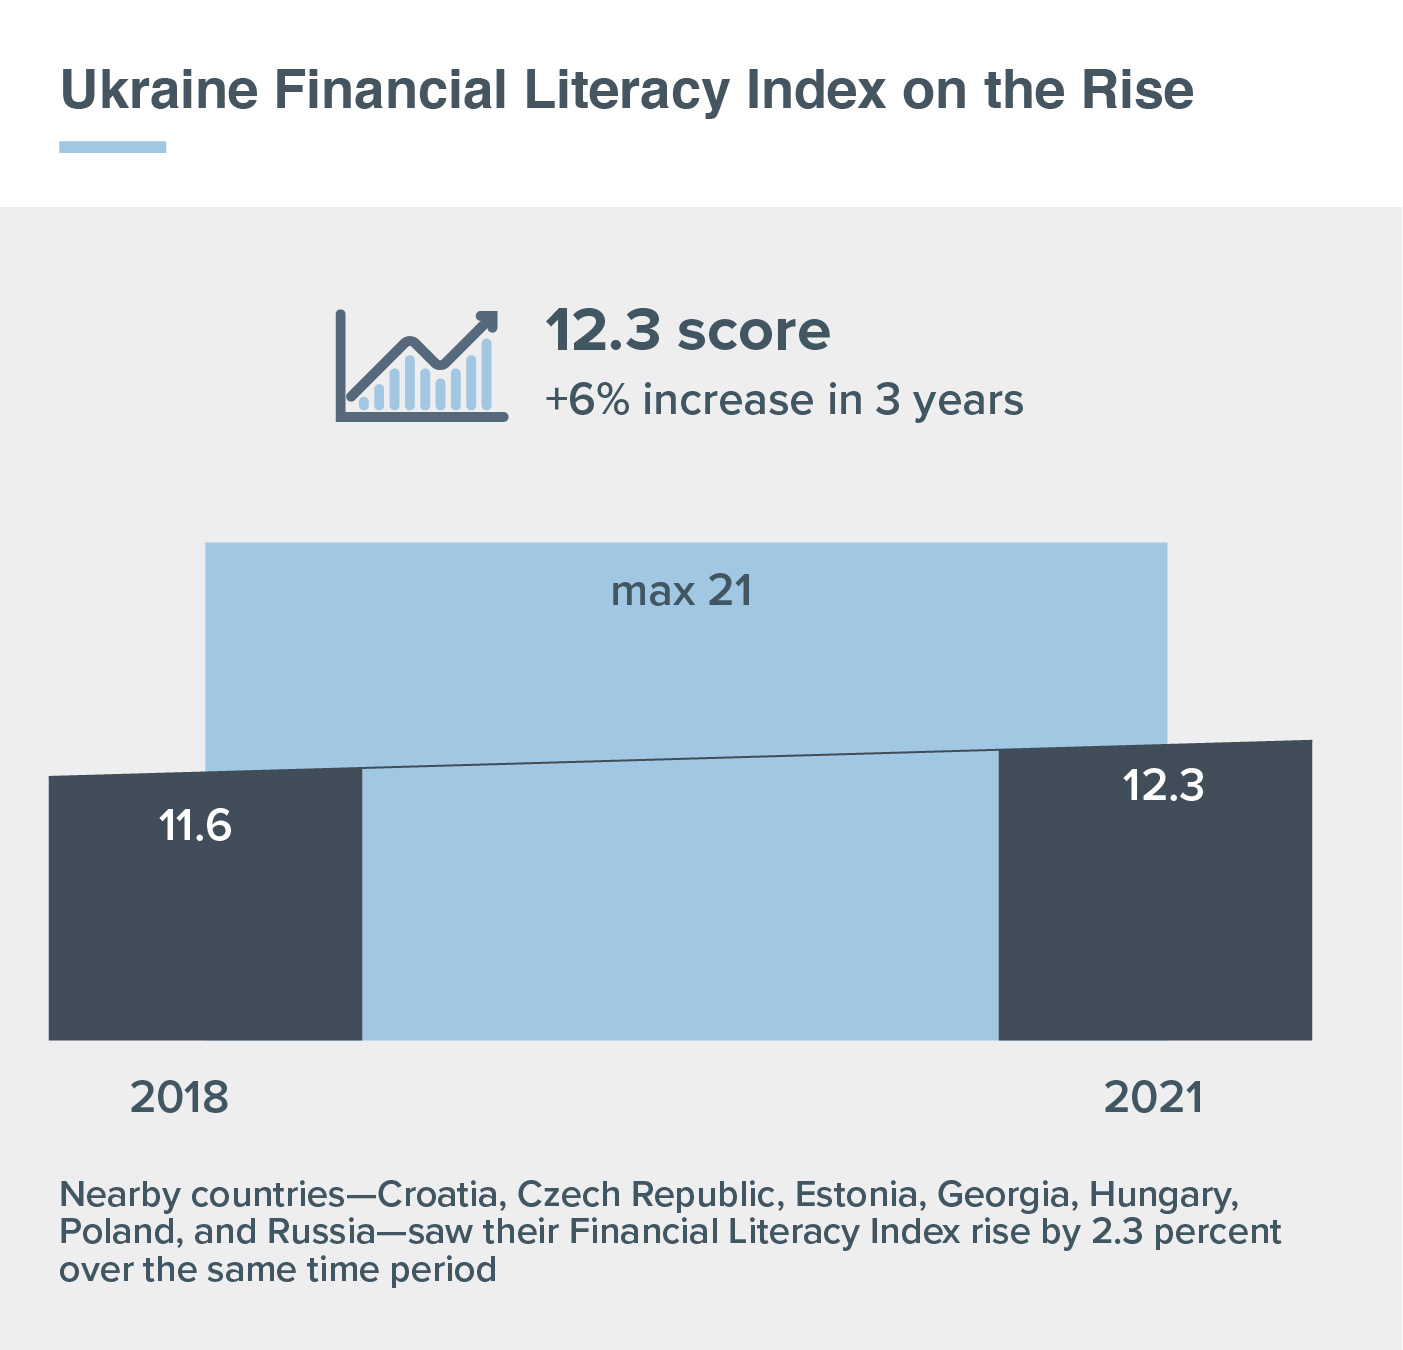 Ukraine Financial Literacy Index on the Rise
12.3 score
+6% increase in 3 years
max 21
11.6
12.3
2018
2021
Nearby countries—Croatia, Czech Republic, Estonia, Georgia, Hungary,
Poland, and Russia—saw their Financial Literacy Index rise by 2.3 percent
over the same time period